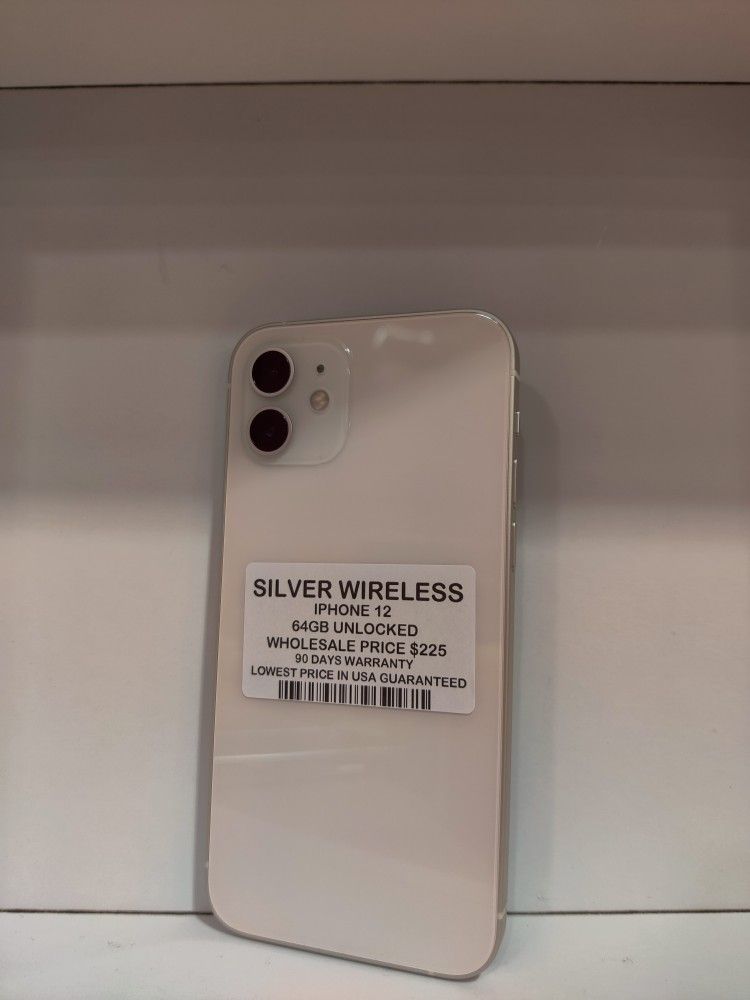 SILVER WIRELESS
IPHONE 12
64GB UNLOCKED
WHOLESALE PRICE $225
90 DAYS WARRANTY
LOWEST PRICE IN USA GUARANTEED